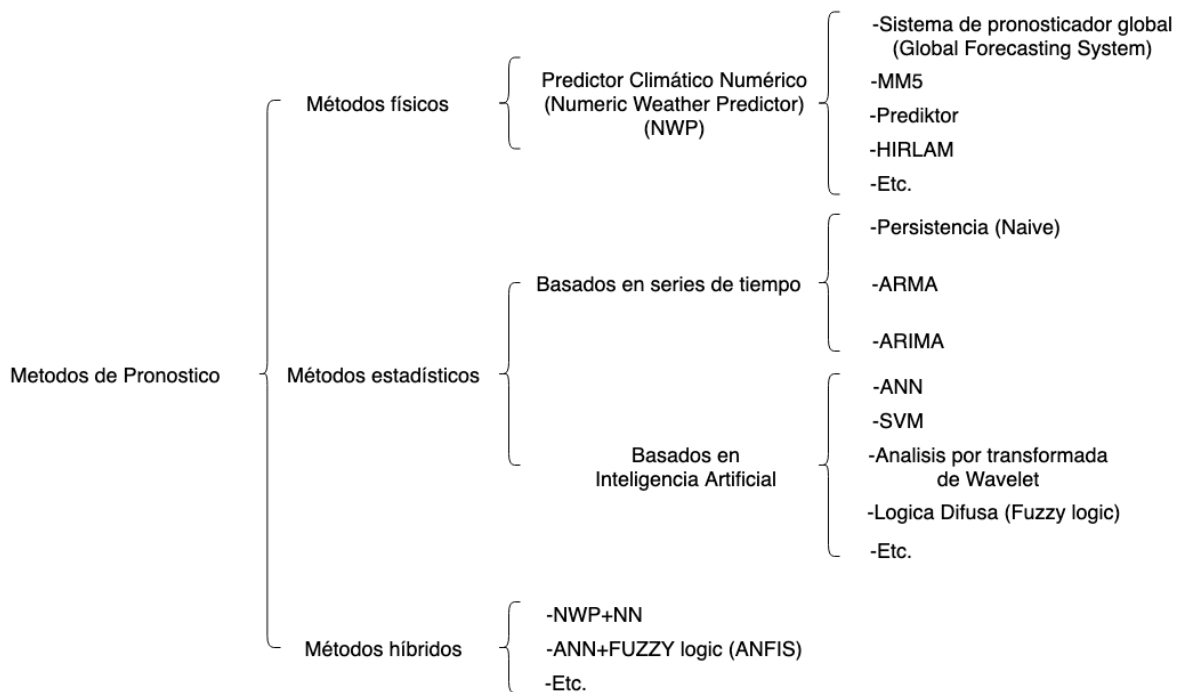 Metodos de Pronostico
Métodos físicos
Predictor Climático Numérico
(Numeric Weather Predictor)
(NWP)
-Sistema de pronosticador global
(Global Forecasting System)
-MM5
-Prediktor
-HIRLAM
-Etc.
Métodos estadísticos
Basados en series de tiempo
-Persistencia (Naive)
-ARMA
-ARIMA
Basados en
Inteligencia Artificial
-ANN
-SVM
-Analisis por transformada
de Wavelet
-Logica Difusa (Fuzzy logic)
-Etc.
Métodos híbridos
-NWP+NN
-ANN+FUZZY logic (ANFIS)
-Etc.